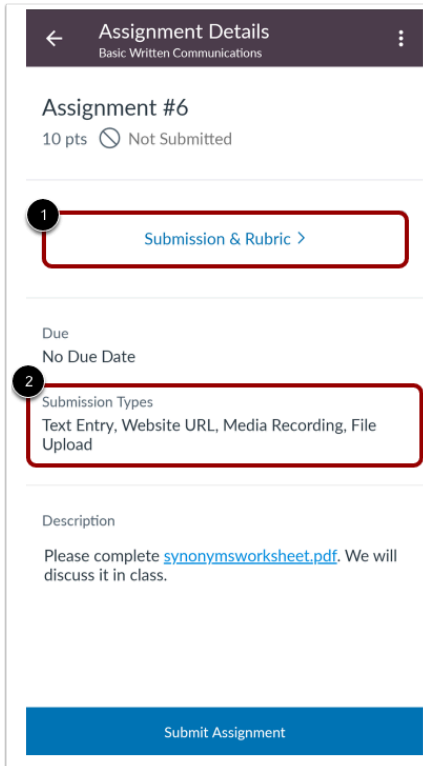 Assignment Details
Basic Written Communications
Assignment #6
10 pts Not Submitted
1
Submission & Rubric >
Due
No Due Date
2
Submission Types
Text Entry, Website URL, Media Recording, File
Upload
Description
Please complete synonymsworksheet.pdf. We will
discuss it in class.
Submit Assignment